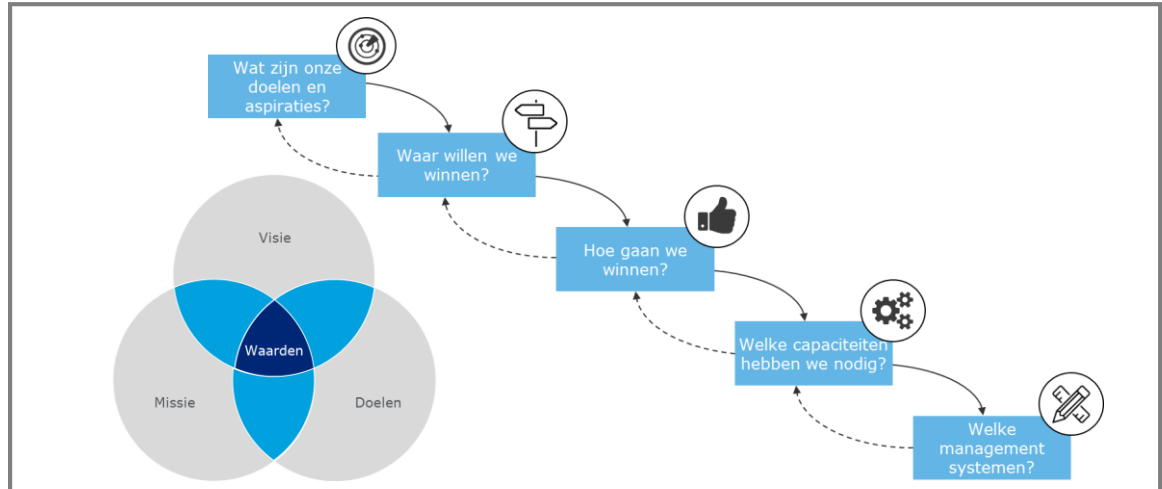 Wat zijn onze
doelen en
aspiraties?
Waar willen we
winnen?
Hoe gaan we
winnen?
Welke capaciteiten
hebben we nodig?
Welke
management
systemen?
Visie
Waarden
Missie
Doelen